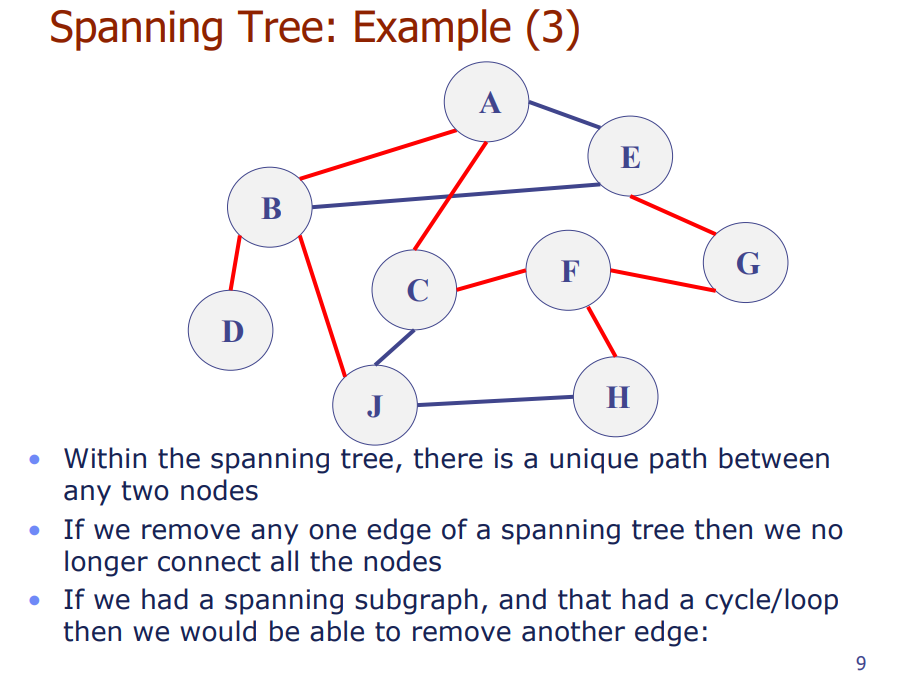 Spanning Tree: Example (3)
A
E
B
G
F
C
D
H
J
• Within the spanning tree, there is a unique path between
any two nodes
• If we remove any one edge of a spanning tree then we no
longer connect all the nodes
• If we had a spanning subgraph, and that had a cycle/loop
then we would be able to remove another edge:
9